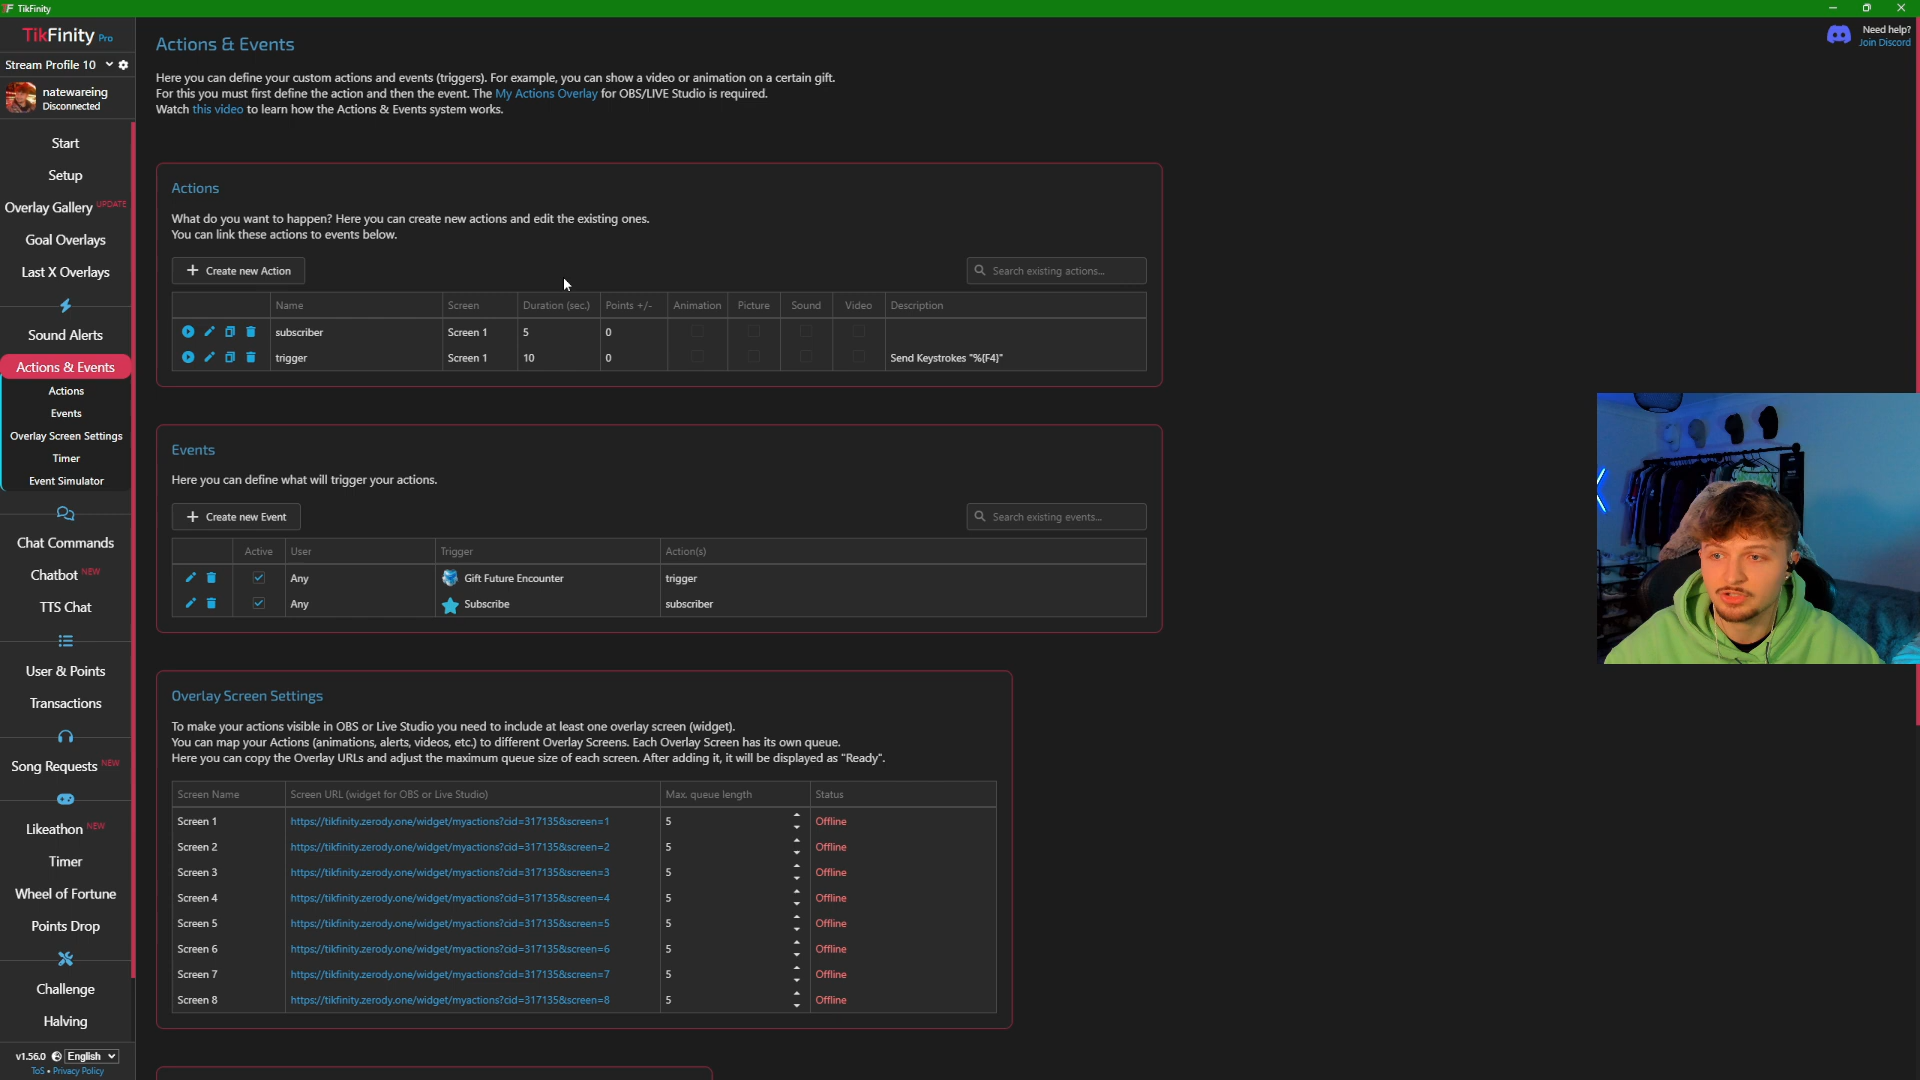 TikFinity
TikFinity Pro
Stream Profile 10
natewareing
Disconnected
Start
Setup
Overlay Gallery UPDATE
Goal Overlays
Last X Overlays
Sound Alerts
Actions & Events
Actions
Events
Overlay Screen Settings
Timer
Event Simulator
Chat Commands
Chatbot NEW
TTS Chat
User & Points
Transactions
Song Requests NEW
Likeathon NEW
Timer
Wheel of Fortune
Points Drop
Challenge
Halving
v1.56.0 English
ToS • Privacy Policy
Need help?
Join Discord
Actions & Events
Here you can define your custom actions and events (triggers). For example, you can show a video or animation on a certain gift.
For this you must first define the action and then the event. The My Actions Overlay for OBS/LIVE Studio is required.
Watch this video to learn how the Actions & Events system works.
Actions
What do you want to happen? Here you can create new actions and edit the existing ones.
You can link these actions to events below.
+ Create new Action
Search existing actions...
Name Screen Duration (sec.) Points +/- Animation Picture Sound Video Description
subscriber Screen 1 5 0
trigger Screen 1 10 0 Send Keystrokes "%{F4}"
Events
Here you can define what will trigger your actions.
+ Create new Event
Search existing events...
Active User Trigger Action(s)
Any Gift Future Encounter trigger
Any Subscribe subscriber
Overlay Screen Settings
To make your actions visible in OBS or Live Studio you need to include at least one overlay screen (widget).
You can map your Actions (animations, alerts, videos, etc.) to different Overlay Screens. Each Overlay Screen has its own queue.
Here you can copy the Overlay URLs and adjust the maximum queue size of each screen. After adding it, it will be displayed as "Ready".
Screen Name Screen URL (widget for OBS or Live Studio) Max. queue length Status
Screen 1 https://tikfinity.zerody.one/widget/myactions?cid=317135&screen=1 5 Offline
Screen 2 https://tikfinity.zerody.one/widget/myactions?cid=317135&screen=2 5 Offline
Screen 3 https://tikfinity.zerody.one/widget/myactions?cid=317135&screen=3 5 Offline
Screen 4 https://tikfinity.zerody.one/widget/myactions?cid=317135&screen=4 5 Offline
Screen 5 https://tikfinity.zerody.one/widget/myactions?cid=317135&screen=5 5 Offline
Screen 6 https://tikfinity.zerody.one/widget/myactions?cid=317135&screen=6 5 Offline
Screen 7 https://tikfinity.zerody.one/widget/myactions?cid=317135&screen=7 5 Offline
Screen 8 https://tikfinity.zerody.one/widget/myactions?cid=317135&screen=8 5 Offline